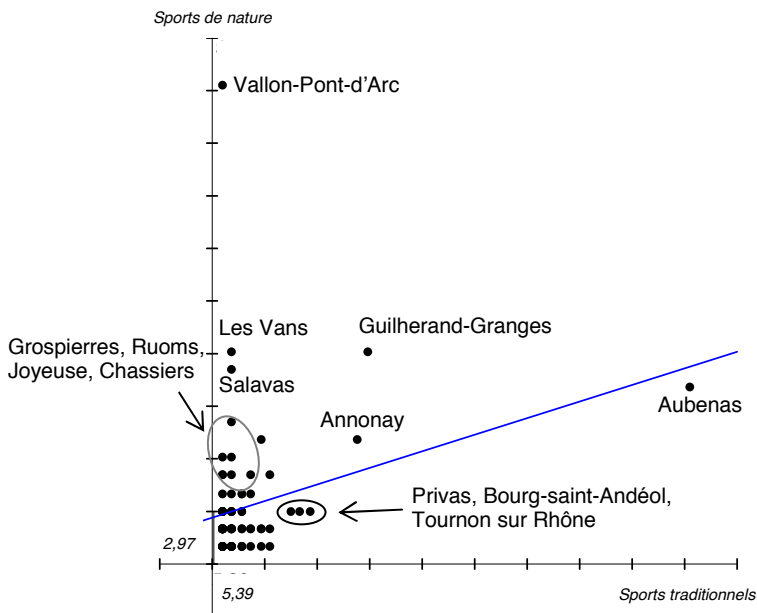 Sports de nature
Vallon-Pont-d’Arc
Les Vans
Guilherand-Granges
Grospierres, Ruoms,
Joyeuse, Chassiers
Salavas
Aubenas
Annonay
Privas, Bourg-saint-Andéol,
Tournon sur Rhône
2,97
5,39
Sports traditionnels